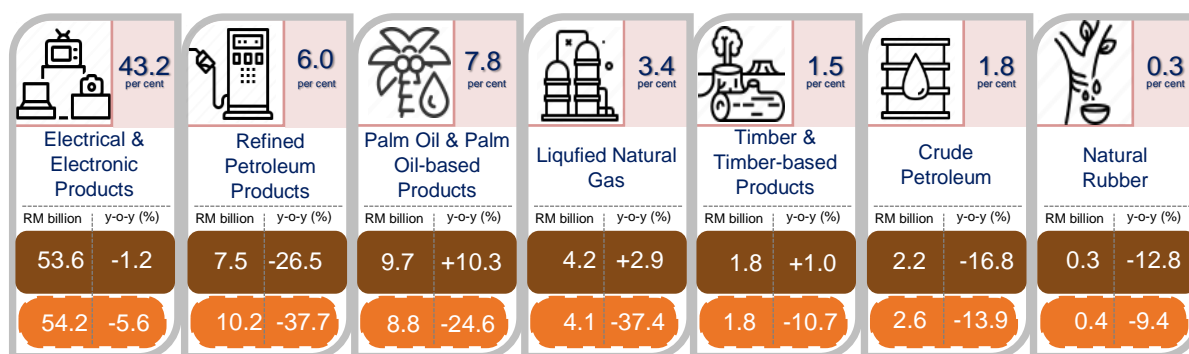 43.2
per cent
Electrical &
Electronic
Products
RM billion y-o-y (%)
53.6 -1.2
54.2 -5.6
6.0
per cent
Refined
Petroleum
Products
RM billion y-o-y (%)
7.5 -26.5
10.2 -37.7
7.8
per cent
Palm Oil & Palm
Oil-based
Products
RM billion y-o-y (%)
9.7 +10.3
8.8 -24.6
3.4
per cent
Liqufied Natural
Gas
RM billion y-o-y (%)
4.2 +2.9
4.1 -37.4
1.5
per cent
Timber &
Timber-based
Products
RM billion y-o-y (%)
1.8 +1.0
1.8 -10.7
1.8
per cent
Crude
Petroleum
RM billion y-o-y (%)
2.2 -16.8
2.6 -13.9
0.3
per cent
Natural
Rubber
RM billion y-o-y (%)
0.3 -12.8
0.4 -9.4